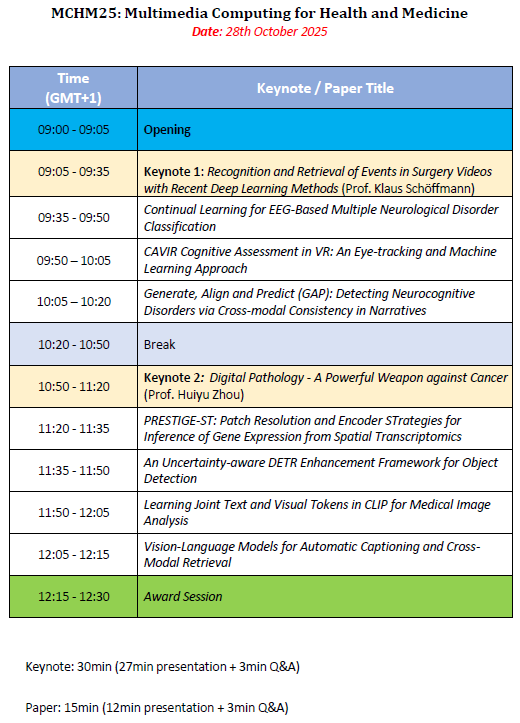 MCHM25: Multimedia Computing for Health and Medicine
Date: 28th October 2025
Time
(GMT+1)
Keynote / Paper Title
09:00 - 09:05
Opening
09:05 - 09:35
Keynote 1: Recognition and Retrieval of Events in Surgery Videos
with Recent Deep Learning Methods (Prof. Klaus Schöffmann)
09:35 - 09:50
Continual Learning for EEG-Based Multiple Neurological Disorder
Classification
09:50 – 10:05
CAVIR Cognitive Assessment in VR: An Eye-tracking and Machine
Learning Approach
10:05 – 10:20
Generate, Align and Predict (GAP): Detecting Neurocognitive
Disorders via Cross-modal Consistency in Narratives
10:20 - 10:50
Break
10:50 - 11:20
Keynote 2: Digital Pathology - A Powerful Weapon against Cancer
(Prof. Huiyu Zhou)
11:20 - 11:35
PRESTIGE-ST: Patch Resolution and Encoder STrategies for
Inference of Gene Expression from Spatial Transcriptomics
11:35 - 11:50
An Uncertainty-aware DETR Enhancement Framework for Object
Detection
11:50 - 12:05
Learning Joint Text and Visual Tokens in CLIP for Medical Image
Analysis
12:05 - 12:15
Vision-Language Models for Automatic Captioning and Cross-
Modal Retrieval
12:15 - 12:30
Award Session
Keynote: 30min (27min presentation + 3min Q&A)
Paper: 15min (12min presentation + 3min Q&A)